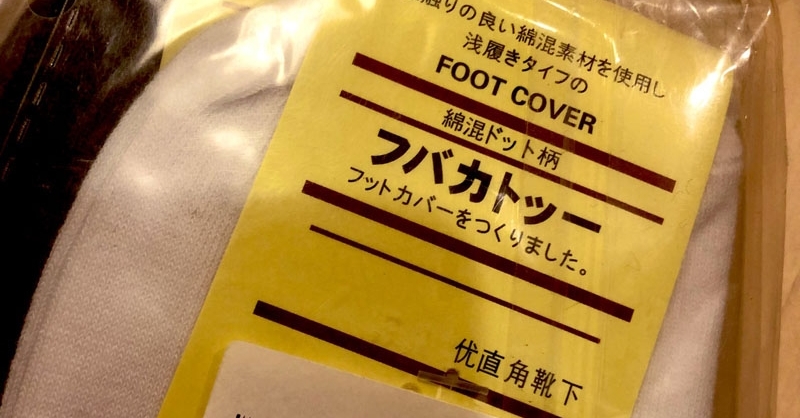 触りの良い綿混素材を使用し
浅履きタイプの
FOOT COVER
綿混ドット柄
フバカトッー
フットカバーをつくりました。
优直角靴下